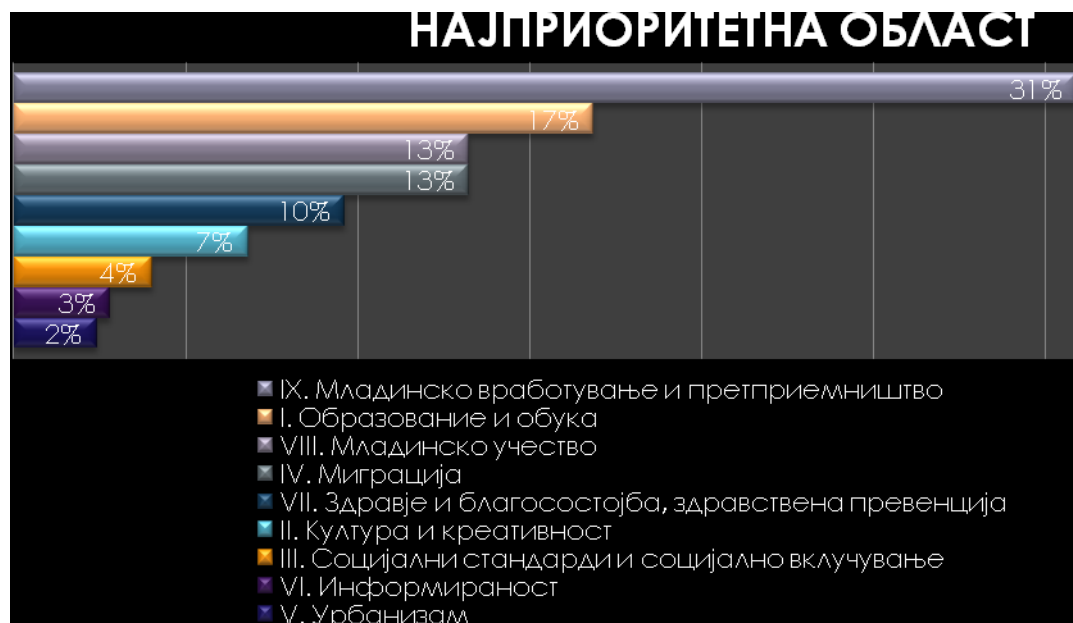 НАЈПРИОРИТЕТНА ОБЛАСТ
31%
17%
13%
13%
10%
7%
4%
3%
2%
IX. Младинско вработување и претприемништво
I. Образование и обука
VIII. Младинско учество
IV. Миграција
VII. Здравје и благосостојба, здравствена превенција
II. Култура и креативност
III. Социјални стандарди и социјално вклучување
VI. Информираност
V. Урбанизам